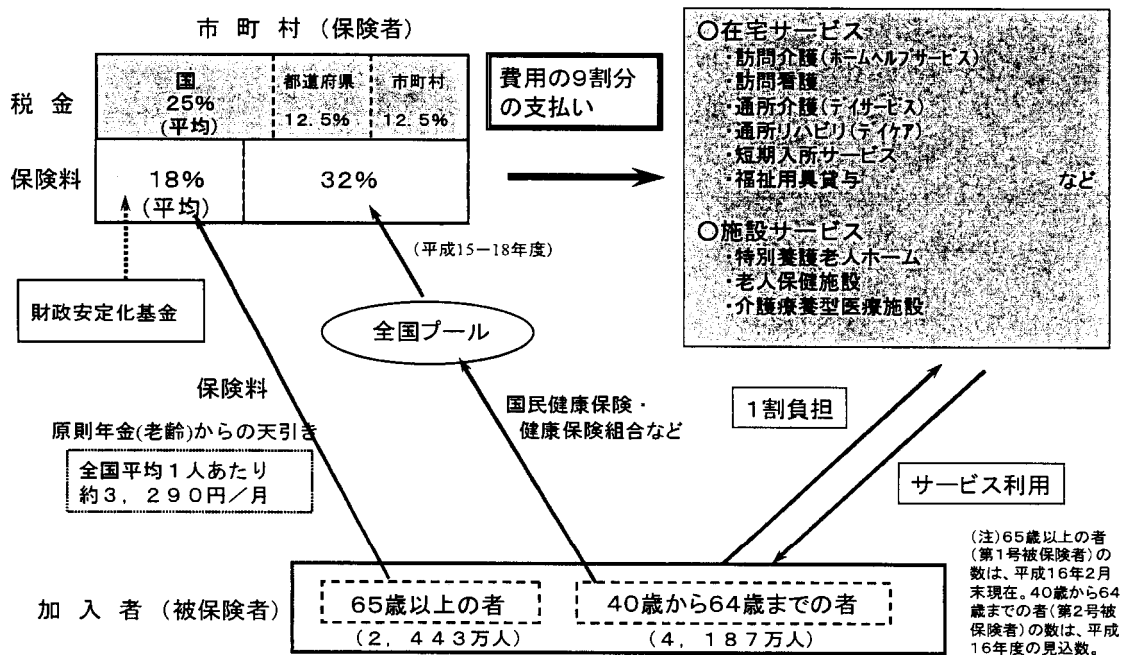 市 町 村 （保険者）
税 金
国
25%
(平均)
都道府県
１２.５%
市町村
１２.５%
保険料
18%
(平均)
32%
費用の9割分
の支払い
○在宅サービス
・訪問介護(ホームヘルプサービス)
・訪問看護
・通所介護(デイサービス)
・通所リハビリ(デイケア)
・短期入所サービス
・福祉用具貸与
など
○施設サービス
・特別養護老人ホーム
・老人保健施設
・介護療養型医療施設
(平成15－18年度)
財政安定化基金
全国プール
保険料
原則年金(老齢)からの天引き
全国平均１人あたり
約３，２９０円／月
国民健康保険・
健康保険組合など
1割負担
サービス利用
加 入 者 （被保険者）
65歳以上の者
（２，４４３万人）
40歳から64歳までの者
（４，１８７万人）
(注)65歳以上の者
(第1号被保険者)の
数は、平成16年2月
末現在。40歳から64
歳までの者(第2号被
保険者)の数は、平成
16年度の見込数。